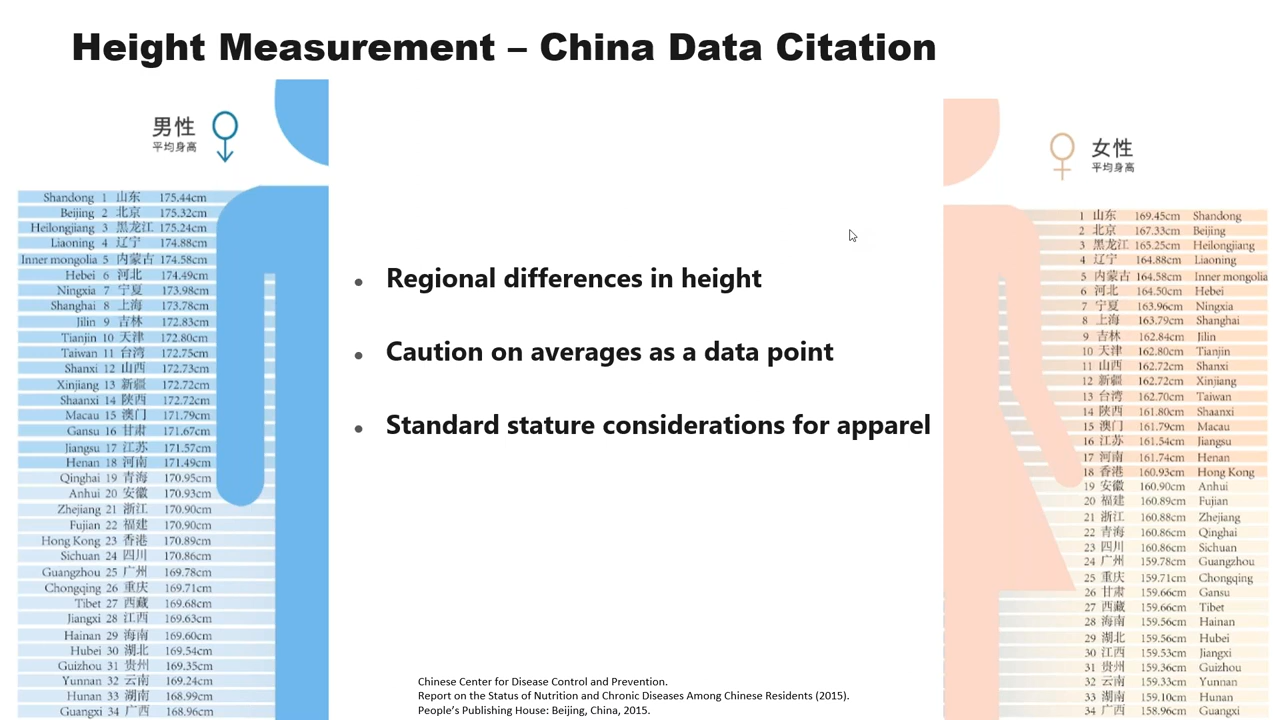 Height Measurement – China Data Citation
男性
平均身高
Shandong 1 山东 175.44cm
Beijing 2 北京 175.32cm
Heilongjiang 3 黑龙江 175.24cm
Liaoning 4 辽宁 174.88cm
Inner mongolia 5 内蒙古 174.58cm
Hebei 6 河北 174.49cm
Ningxia 7 宁夏 173.98cm
Shanghai 8 上海 173.78cm
Jilin 9 吉林 172.83cm
Tianjin 10 天津 172.80cm
Taiwan 11 台湾 172.75cm
Shanxi 12 山西 172.73cm
Xinjiang 13 新疆 172.72cm
Shaanxi 14 陕西 172.72cm
Macau 15 澳门 171.79cm
Gansu 16 甘肃 171.67cm
Jiangsu 17 江苏 171.57cm
Henan 18 河南 171.49cm
Qinghai 19 青海 170.95cm
Anhui 20 安徽 170.93cm
Zhejiang 21 浙江 170.90cm
Fujian 22 福建 170.90cm
Hong Kong 23 香港 170.89cm
Sichuan 24 四川 170.86cm
Guangzhou 25 广州 169.78cm
Chongqing 26 重庆 169.71cm
Tibet 27 西藏 169.68cm
Jiangxi 28 江西 169.63cm
Hainan 29 海南 169.60cm
Hubei 30 湖北 169.54cm
Guizhou 31 贵州 169.35cm
Yunnan 32 云南 169.24cm
Hunan 33 湖南 168.99cm
Guangxi 34 广西 168.96cm
• Regional differences in height
• Caution on averages as a data point
• Standard stature considerations for apparel
Chinese Center for Disease Control and Prevention.
Report on the Status of Nutrition and Chronic Diseases Among Chinese Residents (2015).
People's Publishing House: Beijing, China, 2015.
女性
平均身高
1 山东 169.45cm Shandong
2 北京 167.33cm Beijing
3 黑龙江 165.25cm Heilongjiang
4 辽宁 164.88cm Liaoning
5 内蒙古 164.58cm Inner mongolia
6 河北 164.50cm Hebei
7 宁夏 163.96cm Ningxia
8 上海 163.79cm Shanghai
9 吉林 162.84cm Jilin
10 天津 162.80cm Tianjin
11 山西 162.72cm Shanxi
12 新疆 162.72cm Xinjiang
13 台湾 162.70cm Taiwan
14 陕西 161.80cm Shaanxi
15 澳门 161.79cm Macau
16 江苏 161.54cm Jiangsu
17 河南 161.74cm Henan
18 香港 160.93cm Hong Kong
19 安徽 160.90cm Anhui
20 福建 160.89cm Fujian
21 浙江 160.88cm Zhejiang
22 青海 160.86cm Qinghai
23 四川 160.86cm Sichuan
24 广州 159.78cm Guangzhou
25 重庆 159.71cm Chongqing
26 甘肃 159.66cm Gansu
27 西藏 159.66cm Tibet
28 海南 159.56cm Hainan
29 湖北 159.56cm Hubei
30 江西 159.53cm Jiangxi
31 贵州 159.36cm Guizhou
32 云南 159.33cm Yunnan
33 湖南 159.10cm Hunan
34 广西 158.96cm Guangxi